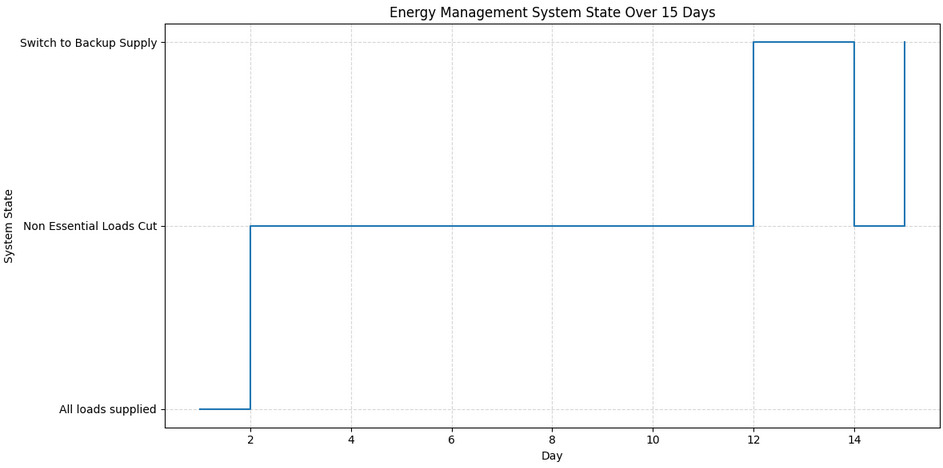 Energy Management System State Over 15 Days
Switch to Backup Supply
Non Essential Loads Cut
All loads supplied
System State
2 4 6 8 10 12 14
Day